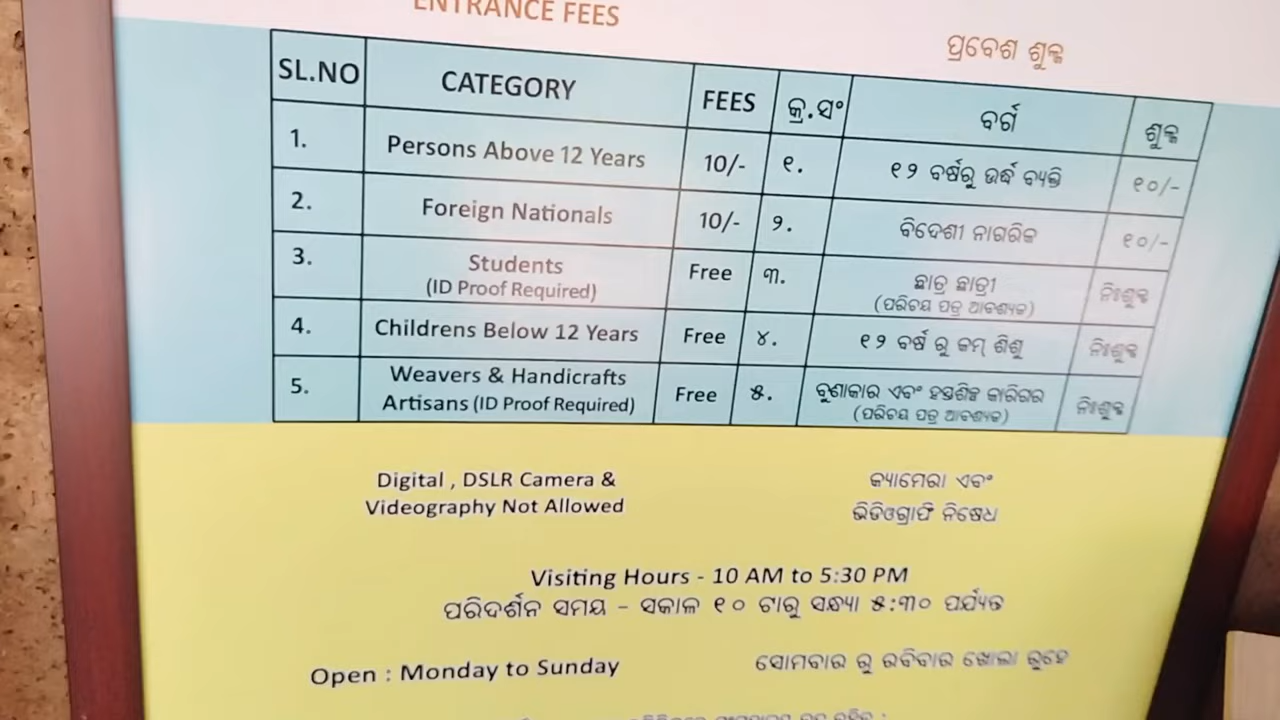 ENTRANCE FEES
ପ୍ରବେଶ ଶୁଳ୍କ
SL.NO CATEGORY FEES କ୍ର.ସଂ ବର୍ଗ ଶୁଳ୍କ
1. Persons Above 12 Years 10/- ୧. ୧୨ ବର୍ଷରୁ ଉର୍ଦ୍ଧ ବ୍ୟକ୍ତି ୧୦/-
2. Foreign Nationals 10/- ୨. ବିଦେଶୀ ନାଗରିକ ୧୦/-
3. Students Free ୩. ଛାତ୍ର ଛାତ୍ରୀ ନିଃଶୁଳ୍କ
(ID Proof Required) (ପରିଚୟ ପତ୍ର ଆବଶ୍ୟକ)
4. Childrens Below 12 Years Free ୪. ୧୨ ବର୍ଷ ରୁ କମ୍ ଶିଶୁ ନିଃଶୁଳ୍କ
5. Weavers & Handicrafts Free ୫. ବୁଣାକାର ଏବଂ ହସ୍ତଶିଳ୍ପ କାରିଗର ନିଃଶୁଳ୍କ
Artisans (ID Proof Required) (ପରିଚୟ ପତ୍ର ଆବଶ୍ୟକ)
Digital , DSLR Camera & କ୍ୟାମେରା ଏବଂ
Videography Not Allowed ଭିଡିଓଗ୍ରାଫି ନିଷେଧ
Visiting Hours - 10 AM to 5:30 PM
ପରିଦର୍ଶନ ସମୟ - ସକାଳ ୧୦ ଟାରୁ ସନ୍ଧ୍ୟା ୫:୩୦ ପର୍ଯ୍ୟନ୍ତ
Open : Monday to Sunday ସୋମବାର ରୁ ରବିବାର ଖୋଲା ରୁହେ